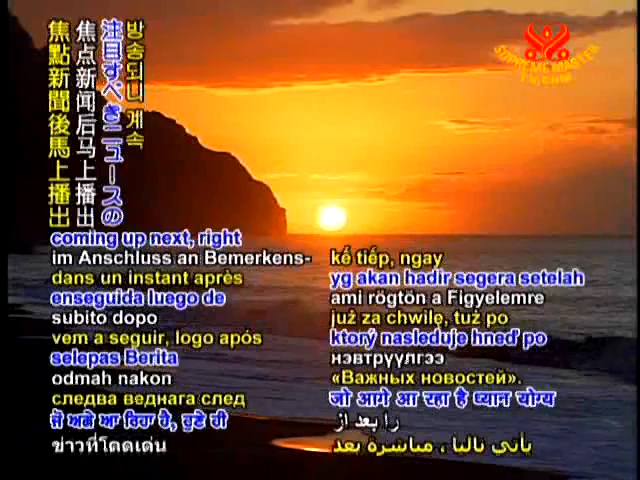 焦點新聞後馬上播出
焦点新闻后马上播出
注目すべきニュースの
방송되니 계속
SUPREME MASTER
TV.COM
coming up next, right
im Anschluss an Bemerkens-
dans un instant après
enseguida luego de
subito dopo
vem a seguir, logo após
selepas Berita
odmah nakon
следва веднага след
ਜੋ ਅਗੇ ਆ ਰਿਹਾ ਹੈ, ਹੁਣੇ ਹੀ
ข่าวที่โดดเด่น
kế tiếp, ngay
yg akan hadir segera setelah
ami rögtön a Figyelemre
już za chwilę, tuż po
ktorý nasleduje hneď po
нэвтрүүлгээ
«Важных новостей».
जो आगे आ रहा है ध्यान योग्य
را بعد از
يأتي تاليا ، مباشرة بعد